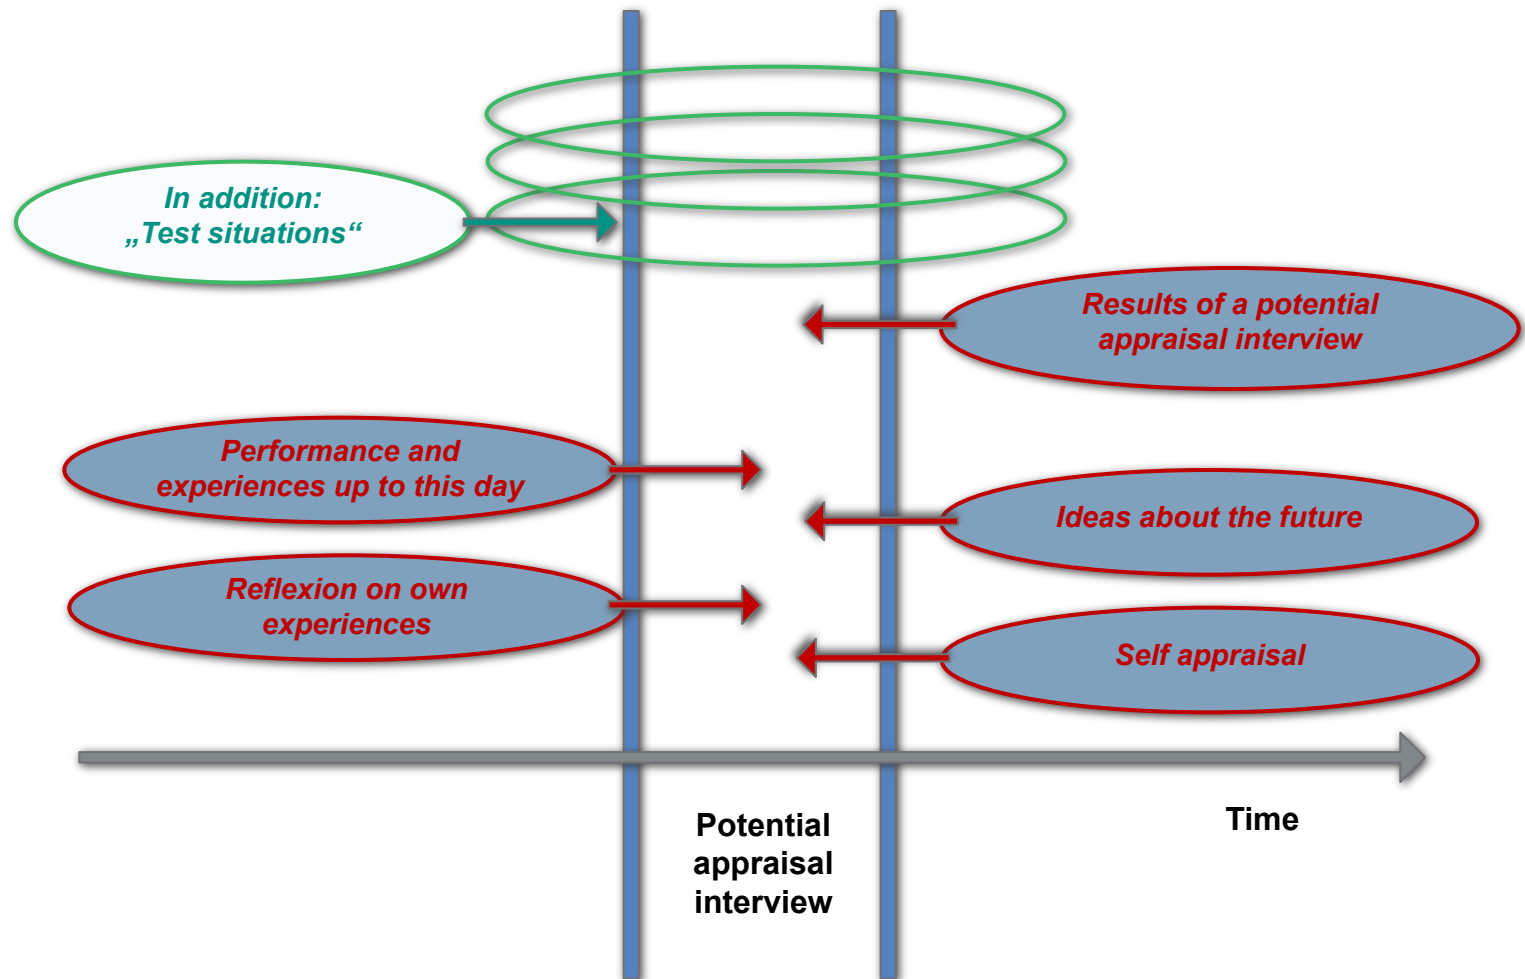 In addition:
„Test situations“
Results of a potential
appraisal interview
Performance and
experiences up to this day
Ideas about the future
Reflexion on own
experiences
Self appraisal
Potential
appraisal
interview
Time